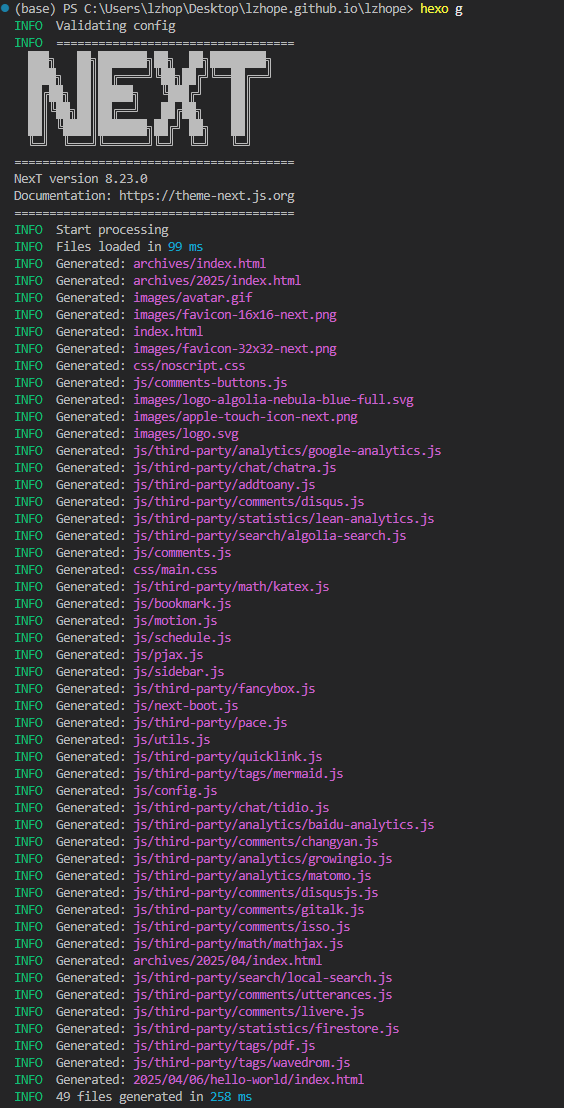 (base) PS C:\Users\lzhop\Desktop\lzhope.github.io\lzhope> hexo g
INFO  Validating config
INFO  ==================================
NEXT
========================================
NexT version 8.23.0
Documentation: https://theme-next.js.org
========================================
INFO  Start processing
INFO  Files loaded in 99 ms
INFO  Generated: archives/index.html
INFO  Generated: archives/2025/index.html
INFO  Generated: images/avatar.gif
INFO  Generated: images/favicon-16x16-next.png
INFO  Generated: index.html
INFO  Generated: images/favicon-32x32-next.png
INFO  Generated: css/noscript.css
INFO  Generated: js/comments-buttons.js
INFO  Generated: images/logo-algolia-nebula-blue-full.svg
INFO  Generated: images/apple-touch-icon-next.png
INFO  Generated: images/logo.svg
INFO  Generated: js/third-party/analytics/google-analytics.js
INFO  Generated: js/third-party/chat/chatra.js
INFO  Generated: js/third-party/addtoany.js
INFO  Generated: js/third-party/comments/disqus.js
INFO  Generated: js/third-party/statistics/lean-analytics.js
INFO  Generated: js/third-party/search/algolia-search.js
INFO  Generated: js/comments.js
INFO  Generated: css/main.css
INFO  Generated: js/third-party/math/katex.js
INFO  Generated: js/bookmark.js
INFO  Generated: js/motion.js
INFO  Generated: js/schedule.js
INFO  Generated: js/pjax.js
INFO  Generated: js/sidebar.js
INFO  Generated: js/third-party/fancybox.js
INFO  Generated: js/next-boot.js
INFO  Generated: js/third-party/pace.js
INFO  Generated: js/utils.js
INFO  Generated: js/third-party/quicklink.js
INFO  Generated: js/third-party/tags/mermaid.js
INFO  Generated: js/config.js
INFO  Generated: js/third-party/chat/tidio.js
INFO  Generated: js/third-party/analytics/baidu-analytics.js
INFO  Generated: js/third-party/comments/changyan.js
INFO  Generated: js/third-party/analytics/growingio.js
INFO  Generated: js/third-party/analytics/matomo.js
INFO  Generated: js/third-party/comments/disqusjs.js
INFO  Generated: js/third-party/comments/gitalk.js
INFO  Generated: js/third-party/comments/isso.js
INFO  Generated: js/third-party/math/mathjax.js
INFO  Generated: archives/2025/04/index.html
INFO  Generated: js/third-party/search/local-search.js
INFO  Generated: js/third-party/comments/utterances.js
INFO  Generated: js/third-party/comments/livere.js
INFO  Generated: js/third-party/statistics/firestore.js
INFO  Generated: js/third-party/tags/pdf.js
INFO  Generated: js/third-party/tags/wavedrom.js
INFO  Generated: 2025/04/06/hello-world/index.html
INFO  49 files generated in 258 ms